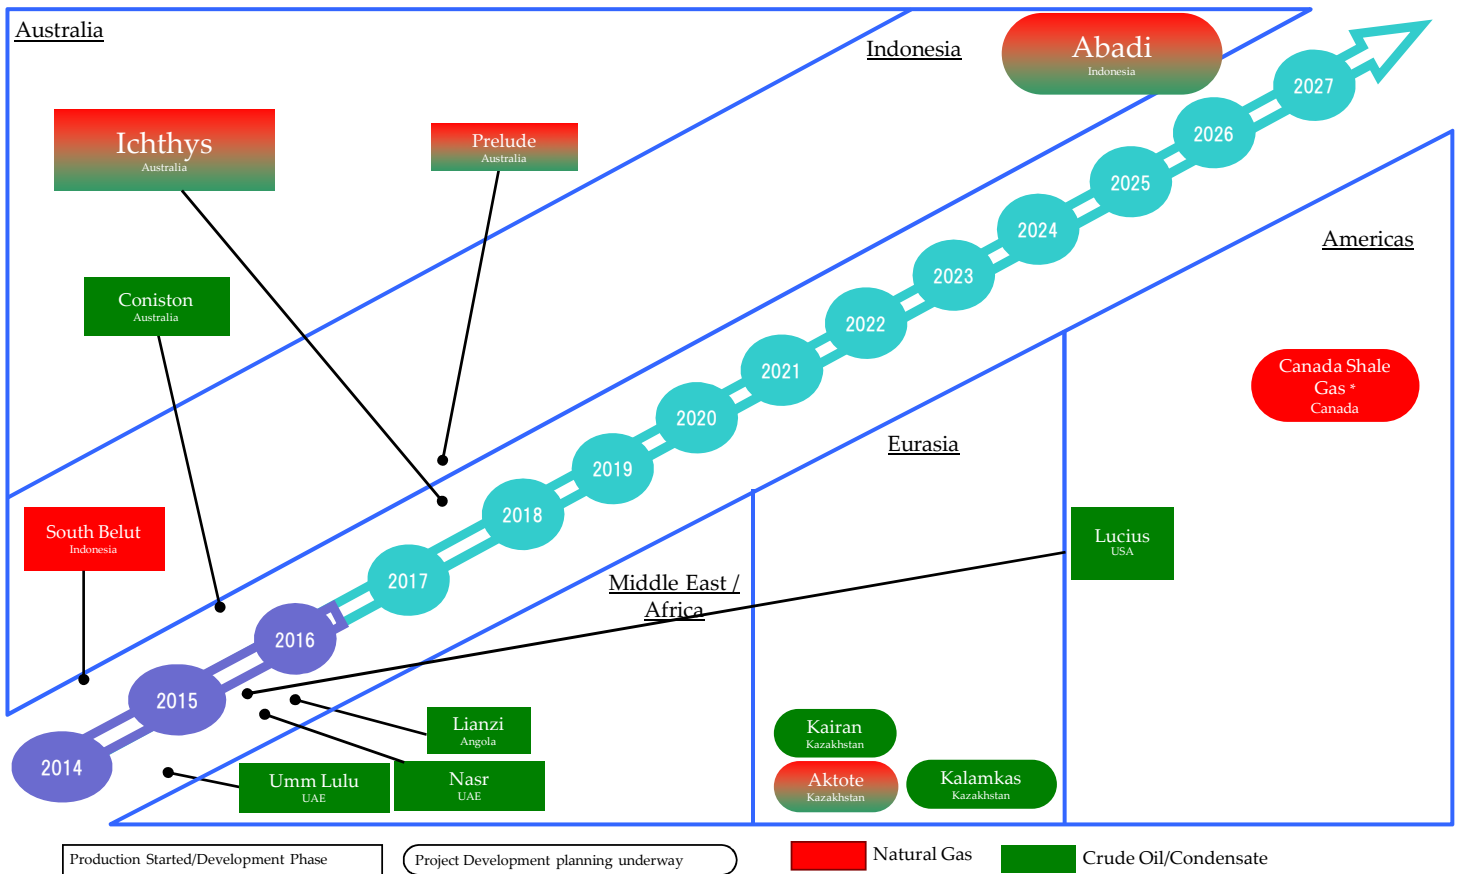 Australia
Indonesia
Abadi
Indonesia
Ichthys
Australia
Prelude
Australia
Coniston
Australia
South Belut
Indonesia
2014
2015
2016
2017
2018
2019
2020
2021
2022
2023
2024
2025
2026
2027
Americas
Canada Shale
Gas *
Canada
Eurasia
Lucius
USA
Middle East /
Africa
Lianzi
Angola
Umm Lulu
UAE
Nasr
UAE
Kairan
Kazakhstan
Aktote
Kazakhstan
Kalamkas
Kazakhstan
Production Started/Development Phase
Project Development planning underway
Natural Gas
Crude Oil/Condensate